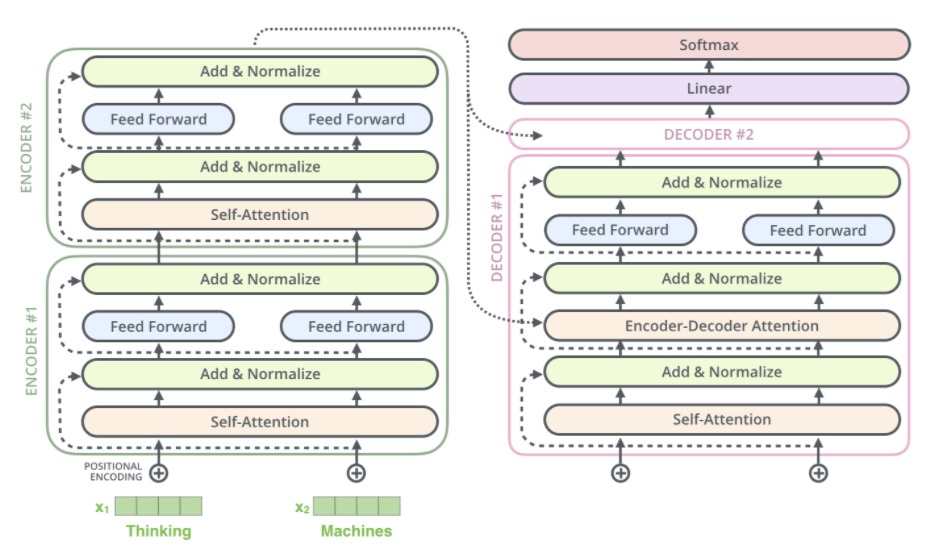 ENCODER #2
Add & Normalize
Feed Forward
Feed Forward
Add & Normalize
Self-Attention
ENCODER #1
Add & Normalize
Feed Forward
Feed Forward
Add & Normalize
Self-Attention
POSITIONAL
ENCODING
x1
x2
Thinking
Machines
Softmax
Linear
DECODER #2
DECODER #1
Add & Normalize
Feed Forward
Feed Forward
Add & Normalize
Encoder-Decoder Attention
Add & Normalize
Self-Attention